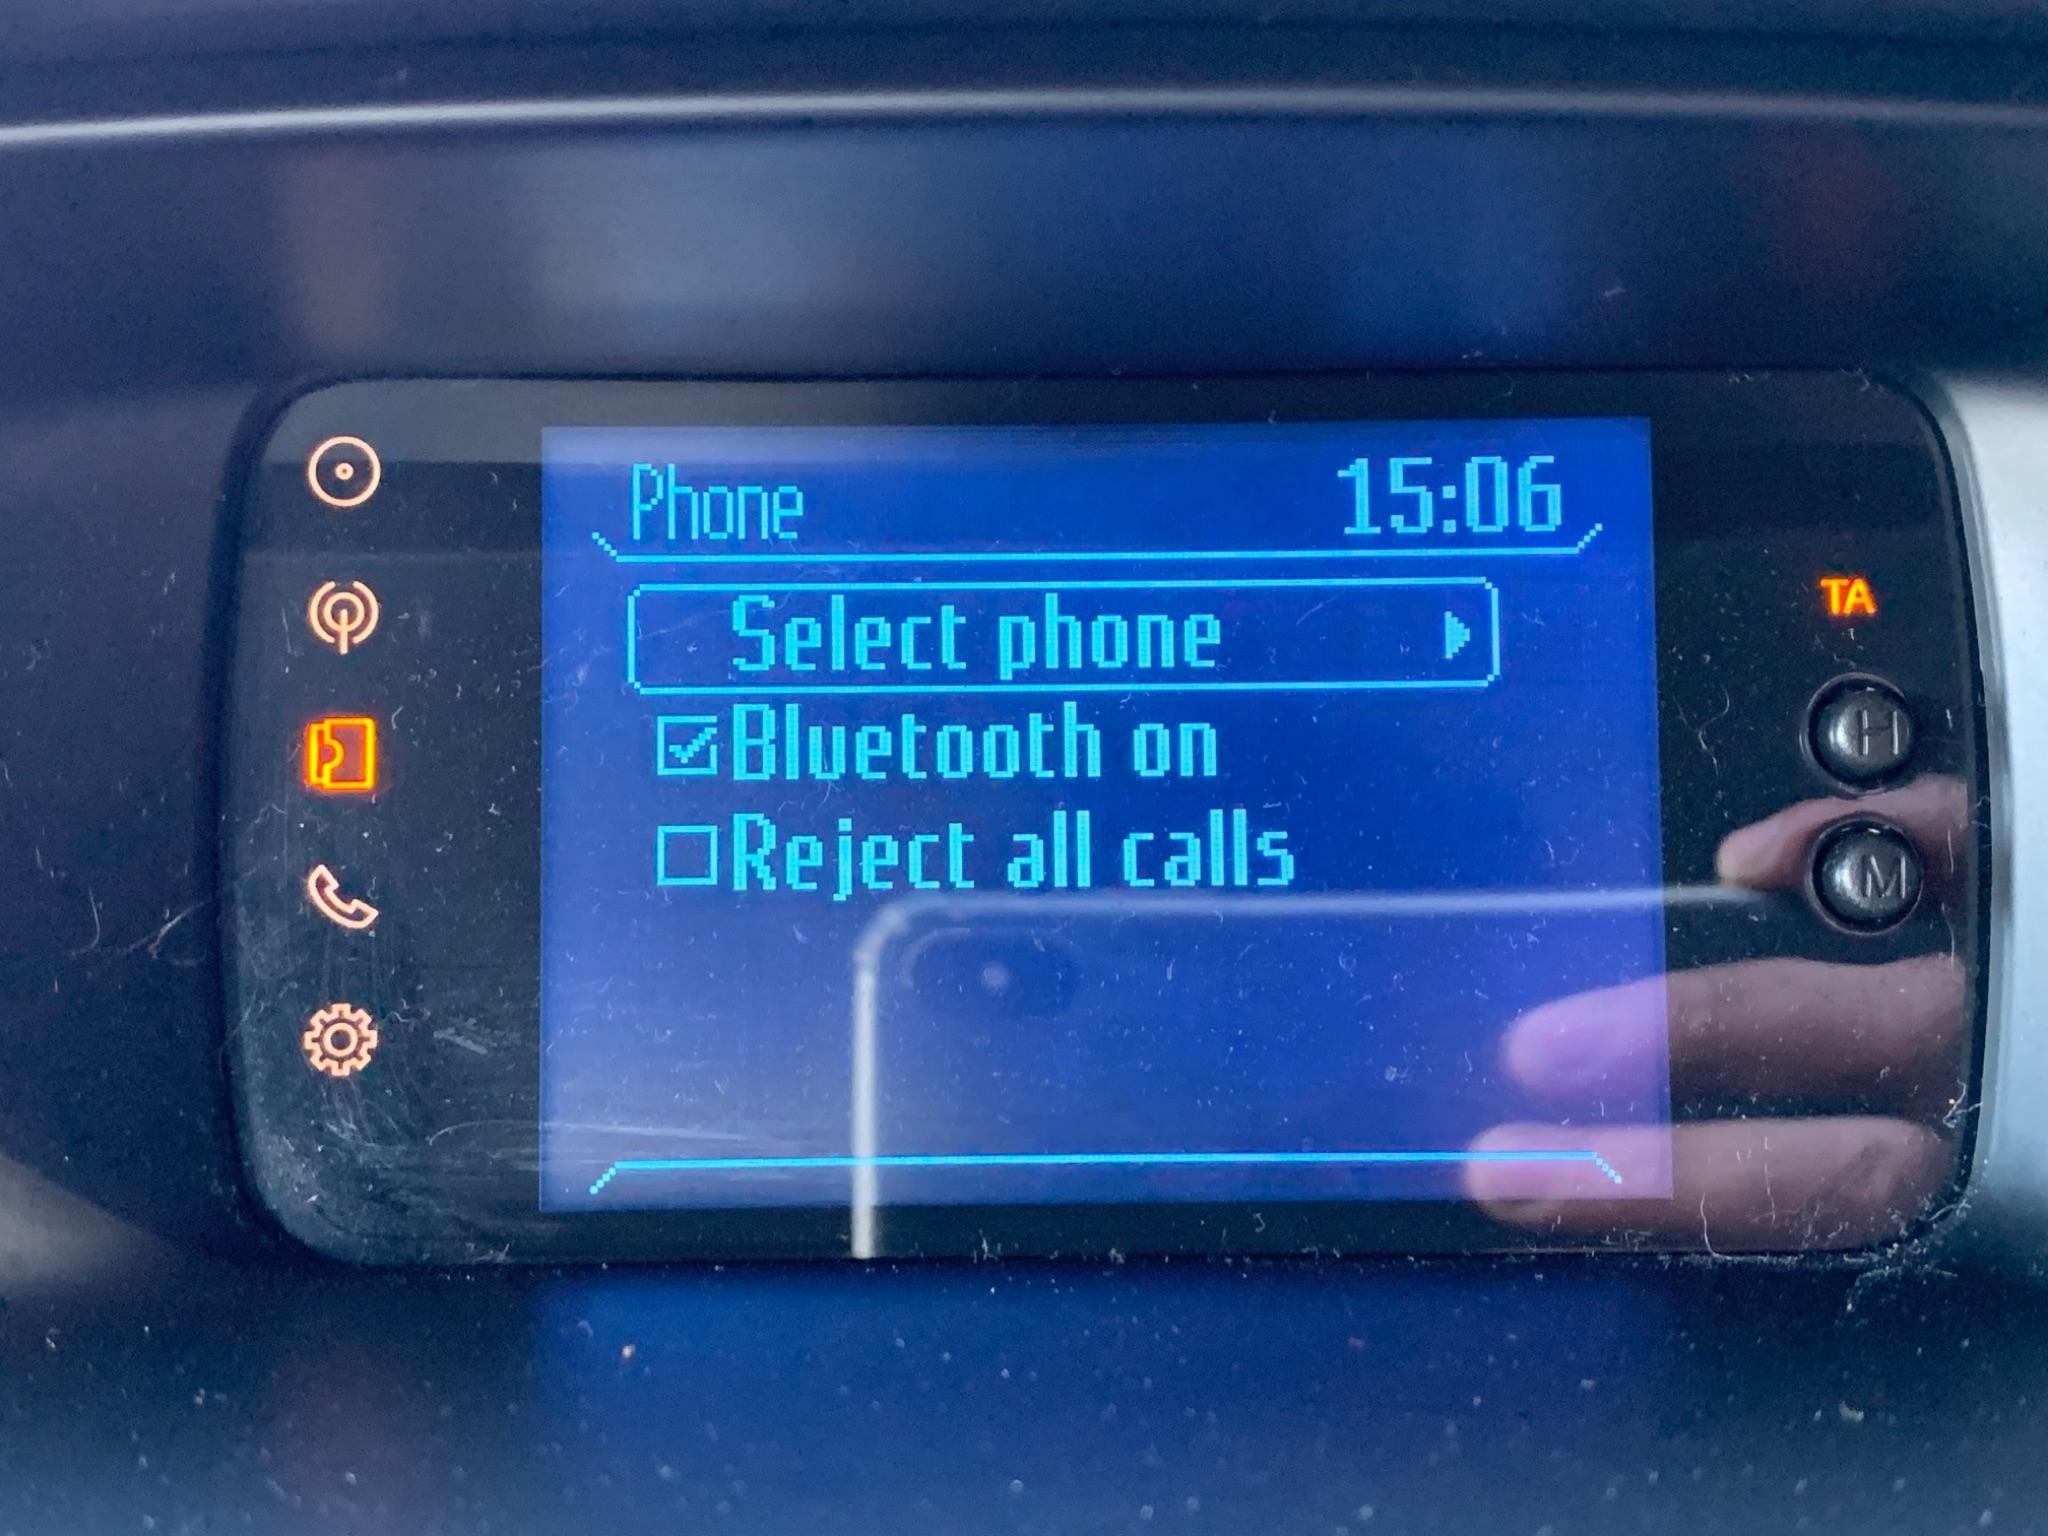 Phone 15:06
Select phone
Bluetooth on
Reject all calls
TA
H
M